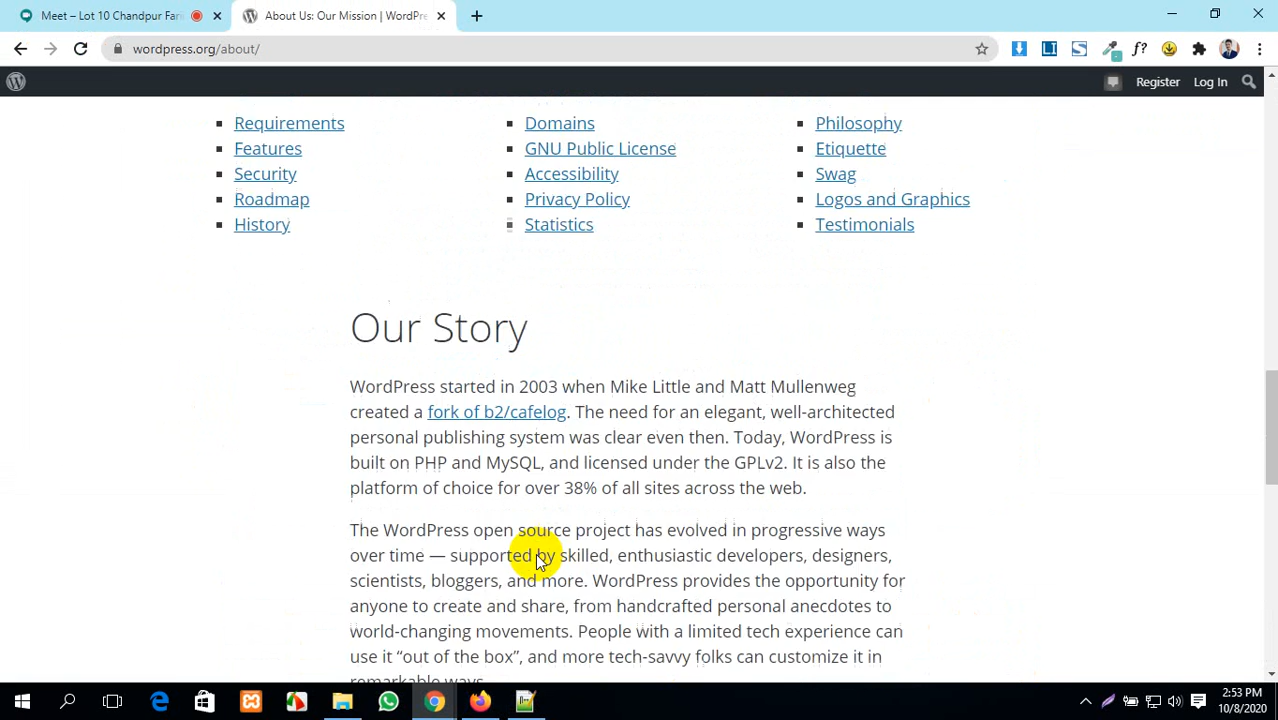 Meet – Lot 10 Chandpur Far
About Us: Our Mission | WordPre
wordpress.org/about/
Register
Log In
Requirements
Features
Security
Roadmap
History
Domains
GNU Public License
Accessibility
Privacy Policy
Statistics
Philosophy
Etiquette
Swag
Logos and Graphics
Testimonials
Our Story
WordPress started in 2003 when Mike Little and Matt Mullenweg
created a fork of b2/cafelog. The need for an elegant, well-architected
personal publishing system was clear even then. Today, WordPress is
built on PHP and MySQL, and licensed under the GPLv2. It is also the
platform of choice for over 38% of all sites across the web.
The WordPress open source project has evolved in progressive ways
over time — supported by skilled, enthusiastic developers, designers,
scientists, bloggers, and more. WordPress provides the opportunity for
anyone to create and share, from handcrafted personal anecdotes to
world-changing movements. People with a limited tech experience can
use it “out of the box”, and more tech-savvy folks can customize it in
remarkable ways.
2:53 PM
10/8/2020